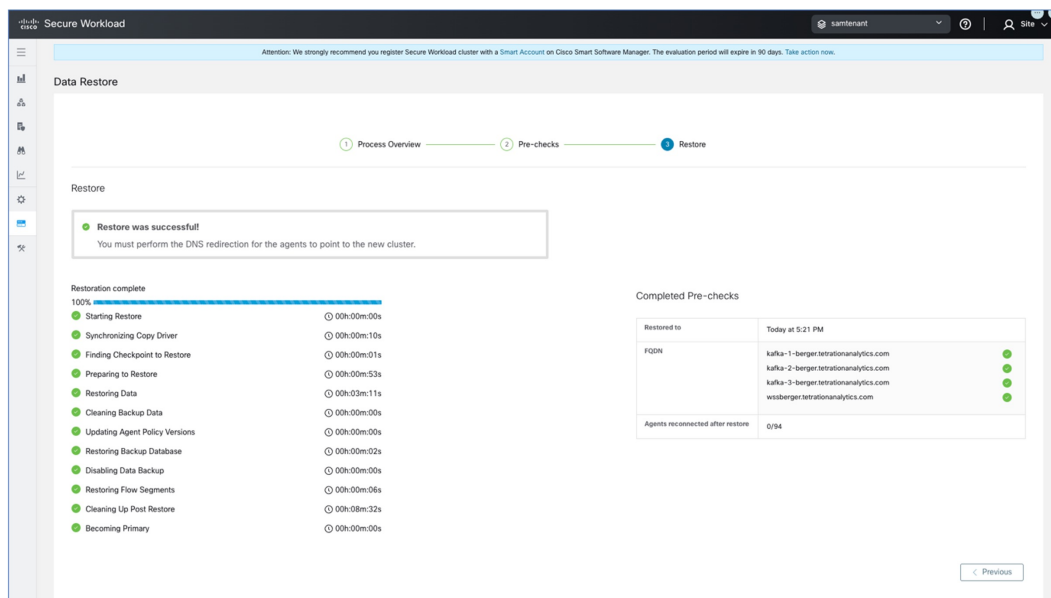 cisco Secure Workload
samtenant
Site
Attention: We strongly recommend you register Secure Workload cluster with a Smart Account on Cisco Smart Software Manager. The evaluation period will expire in 90 days. Take action now.
Data Restore
1 Process Overview
2 Pre-checks
3 Restore
Restore
Restore was successful!
You must perform the DNS redirection for the agents to point to the new cluster.
Restoration complete
100%
Starting Restore 00h:00m:00s
Synchronizing Copy Driver 00h:00m:10s
Finding Checkpoint to Restore 00h:00m:01s
Preparing to Restore 00h:00m:53s
Restoring Data 00h:03m:11s
Cleaning Backup Data 00h:00m:00s
Updating Agent Policy Versions 00h:00m:00s
Restoring Backup Database 00h:00m:02s
Disabling Data Backup 00h:00m:00s
Restoring Flow Segments 00h:00m:06s
Cleaning Up Post Restore 00h:08m:32s
Becoming Primary 00h:00m:00s
Completed Pre-checks
Restored to Today at 5:21 PM
FQDN kafka-1-berger.tetrationanalytics.com
kafka-2-berger.tetrationanalytics.com
kafka-3-berger.tetrationanalytics.com
wssberger.tetrationanalytics.com
Agents reconnected after restore 0/94
Previous